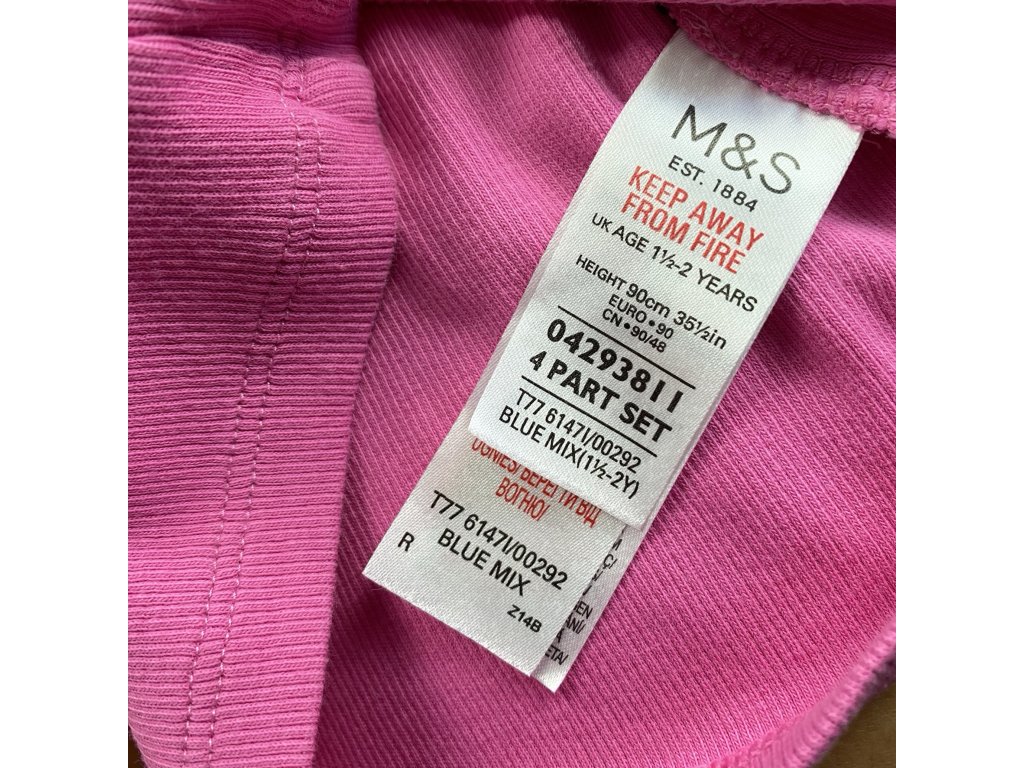 M&S
EST. 1884
KEEP AWAY
FROM FIRE
UK AGE 1½-2 YEARS
HEIGHT 90cm 35½in
EURO•90
CN•90/48
04293811
4 PART SET
T77 6147I/00292
BLUE MIX(1½-2Y)
ВІД
ВОГНЮ/
T77 6147I/00292
R BLUE MIX
Z14B